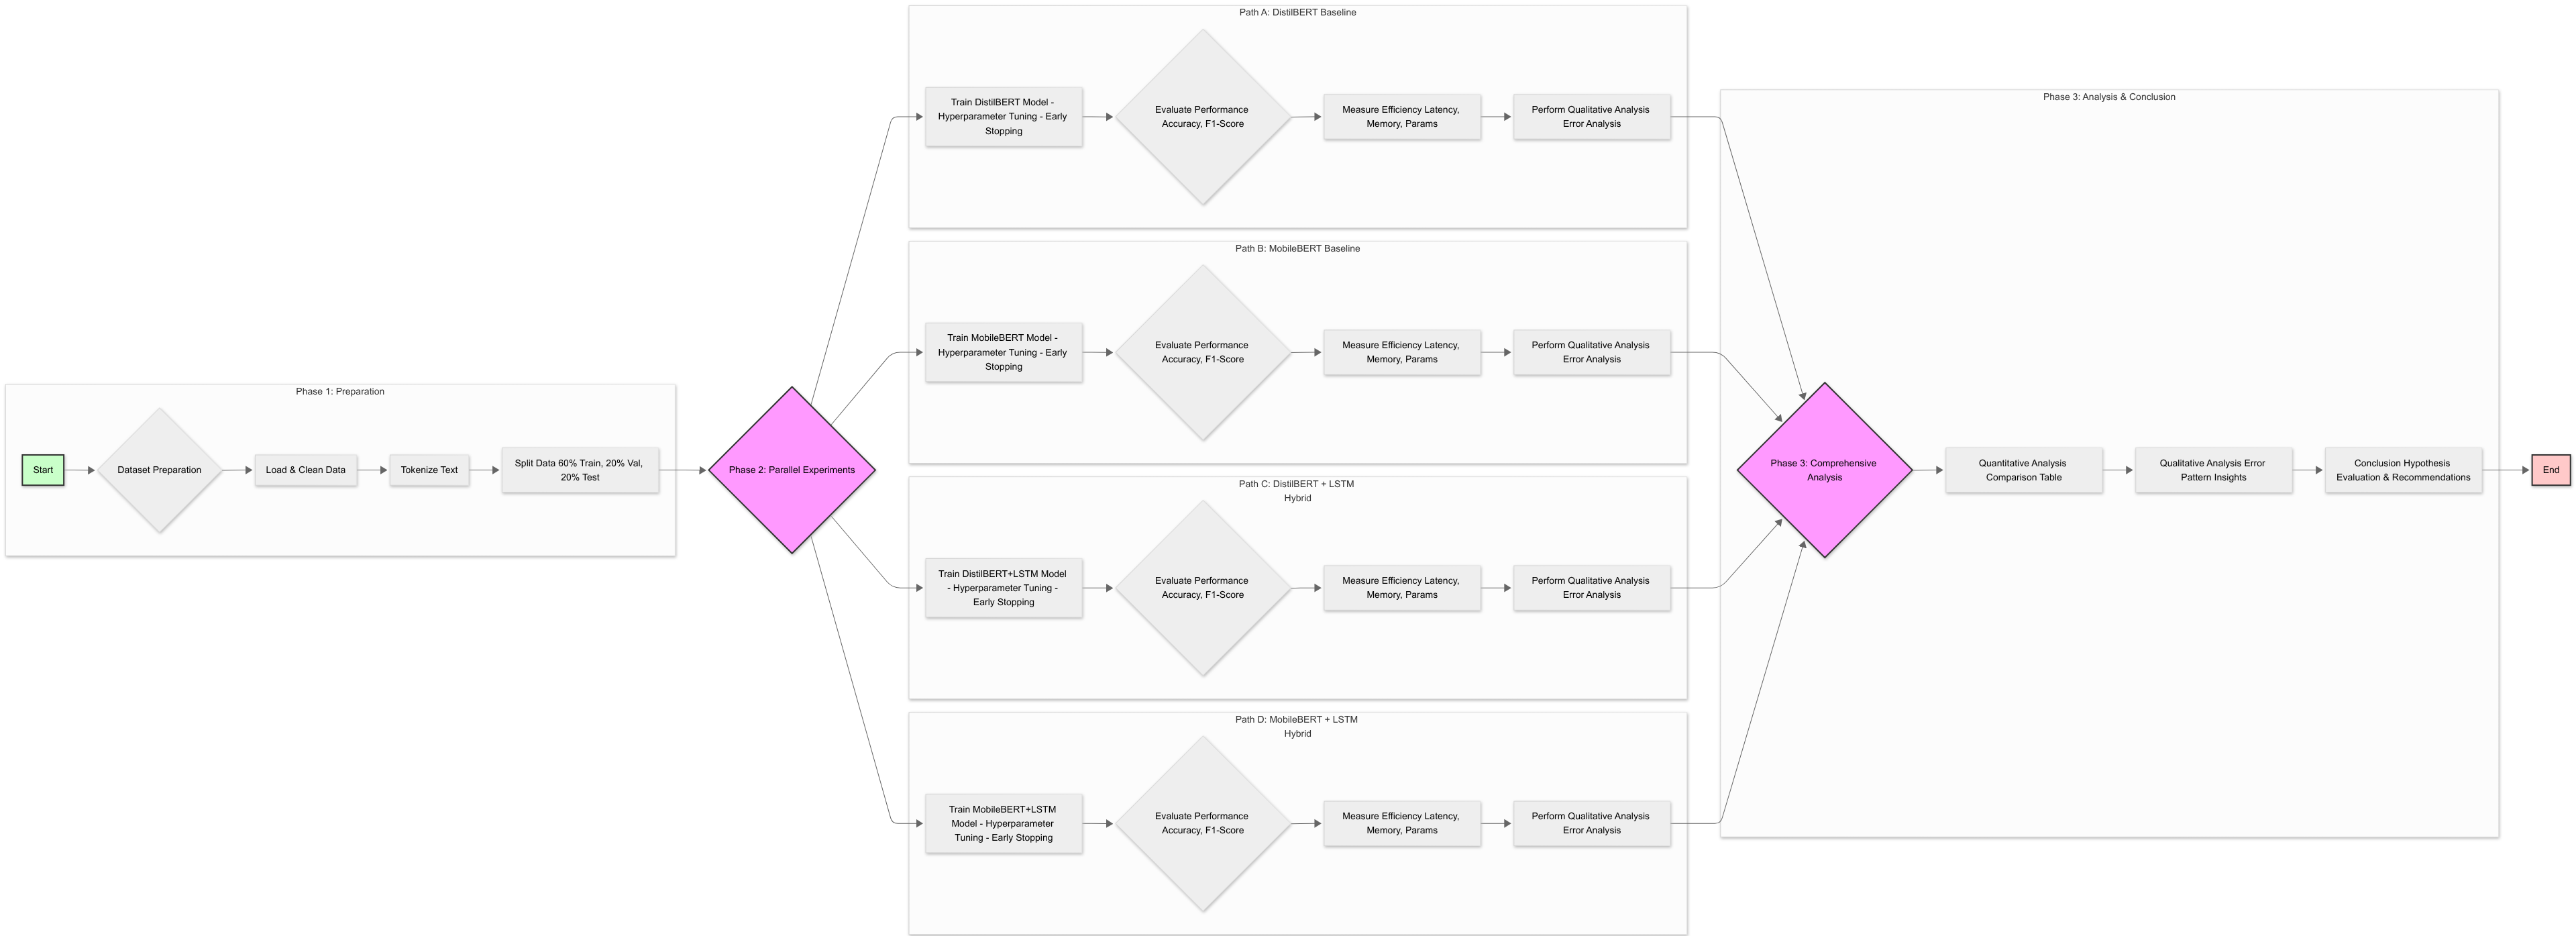 Phase 1: Preparation
Start
Dataset Preparation
Load & Clean Data
Tokenize Text
Split Data 60% Train, 20% Val,
20% Test
Phase 2: Parallel Experiments
Path A: DistilBERT Baseline
Train DistilBERT Model -
Hyperparameter Tuning - Early
Stopping
Evaluate Performance
Accuracy, F1-Score
Measure Efficiency Latency,
Memory, Params
Perform Qualitative Analysis
Error Analysis
Path B: MobileBERT Baseline
Train MobileBERT Model -
Hyperparameter Tuning - Early
Stopping
Evaluate Performance
Accuracy, F1-Score
Measure Efficiency Latency,
Memory, Params
Perform Qualitative Analysis
Error Analysis
Path C: DistilBERT + LSTM
Hybrid
Train DistilBERT+LSTM Model
- Hyperparameter Tuning -
Early Stopping
Evaluate Performance
Accuracy, F1-Score
Measure Efficiency Latency,
Memory, Params
Perform Qualitative Analysis
Error Analysis
Path D: MobileBERT + LSTM
Hybrid
Train MobileBERT+LSTM
Model - Hyperparameter
Tuning - Early Stopping
Evaluate Performance
Accuracy, F1-Score
Measure Efficiency Latency,
Memory, Params
Perform Qualitative Analysis
Error Analysis
Phase 3: Analysis & Conclusion
Phase 3: Comprehensive
Analysis
Quantitative Analysis
Comparison Table
Qualitative Analysis Error
Pattern Insights
Conclusion Hypothesis
Evaluation & Recommendations
End